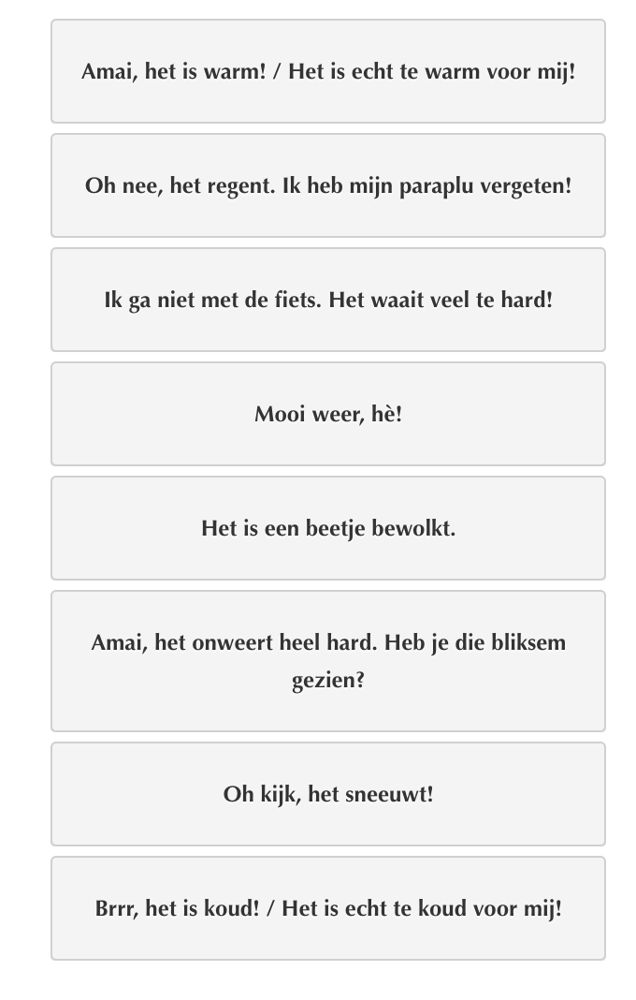 Amai, het is warm! / Het is echt te warm voor mij!
Oh nee, het regent. Ik heb mijn paraplu vergeten!
Ik ga niet met de fiets. Het waait veel te hard!
Mooi weer, hè!
Het is een beetje bewolkt.
Amai, het onweert heel hard. Heb je die bliksem
gezien?
Oh kijk, het sneeuwt!
Brrr, het is koud! / Het is echt te koud voor mij!